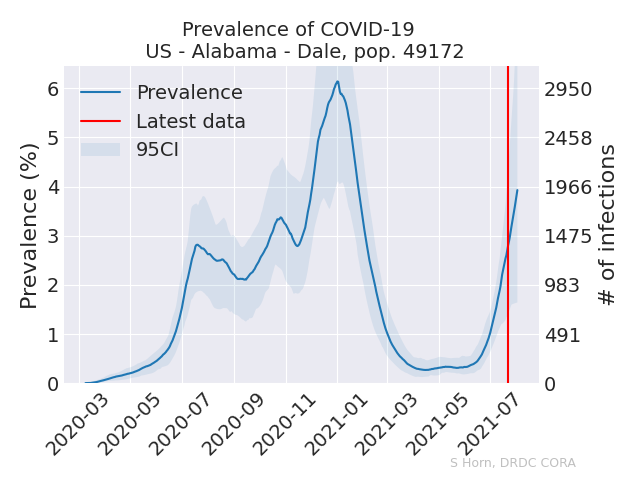 Prevalence of COVID-19
US - Alabama - Dale, pop. 49172
Prevalence
Latest data
95CI
Prevalence (%)
6
5
4
3
2
1
0
2950
2458
1966
1475
983
491
0
# of infections
2020-03
2020-05
2020-07
2020-09
2020-11
2021-01
2021-03
2021-05
2021-07
S Horn, DRDC CORA